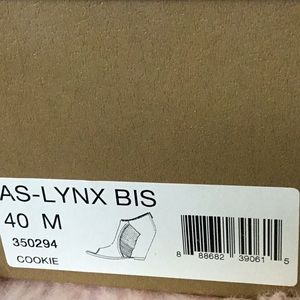 AS-LYNX BIS
40 M
350294
COOKIE
8 88682 39061 5